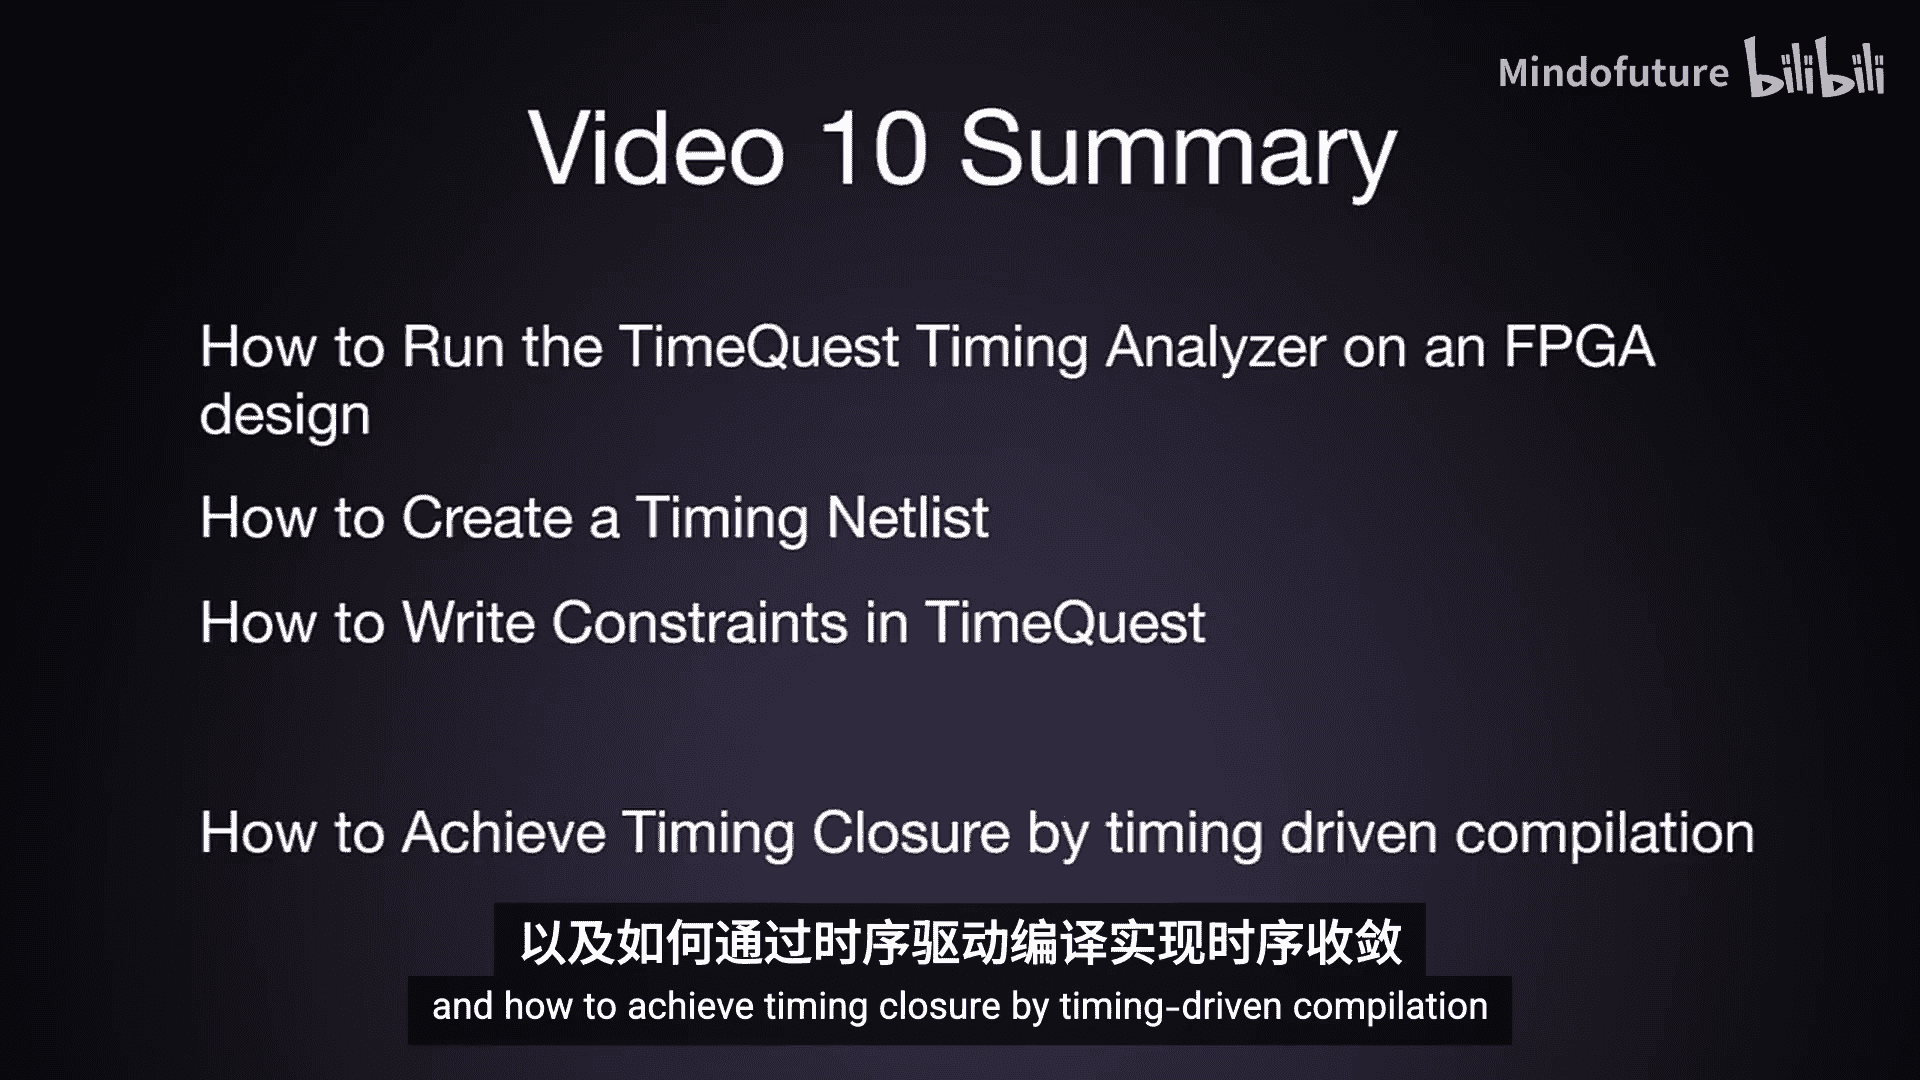 Mindofuture bilibili
Video 10 Summary
How to Run the TimeQuest Timing Analyzer on an FPGA
design
How to Create a Timing Netlist
How to Write Constraints in TimeQuest
How to Achieve Timing Closure by timing driven compilation
以及如何通过时序驱动编译实现时序收敛
and how to achieve timing closure by timing-driven compilation